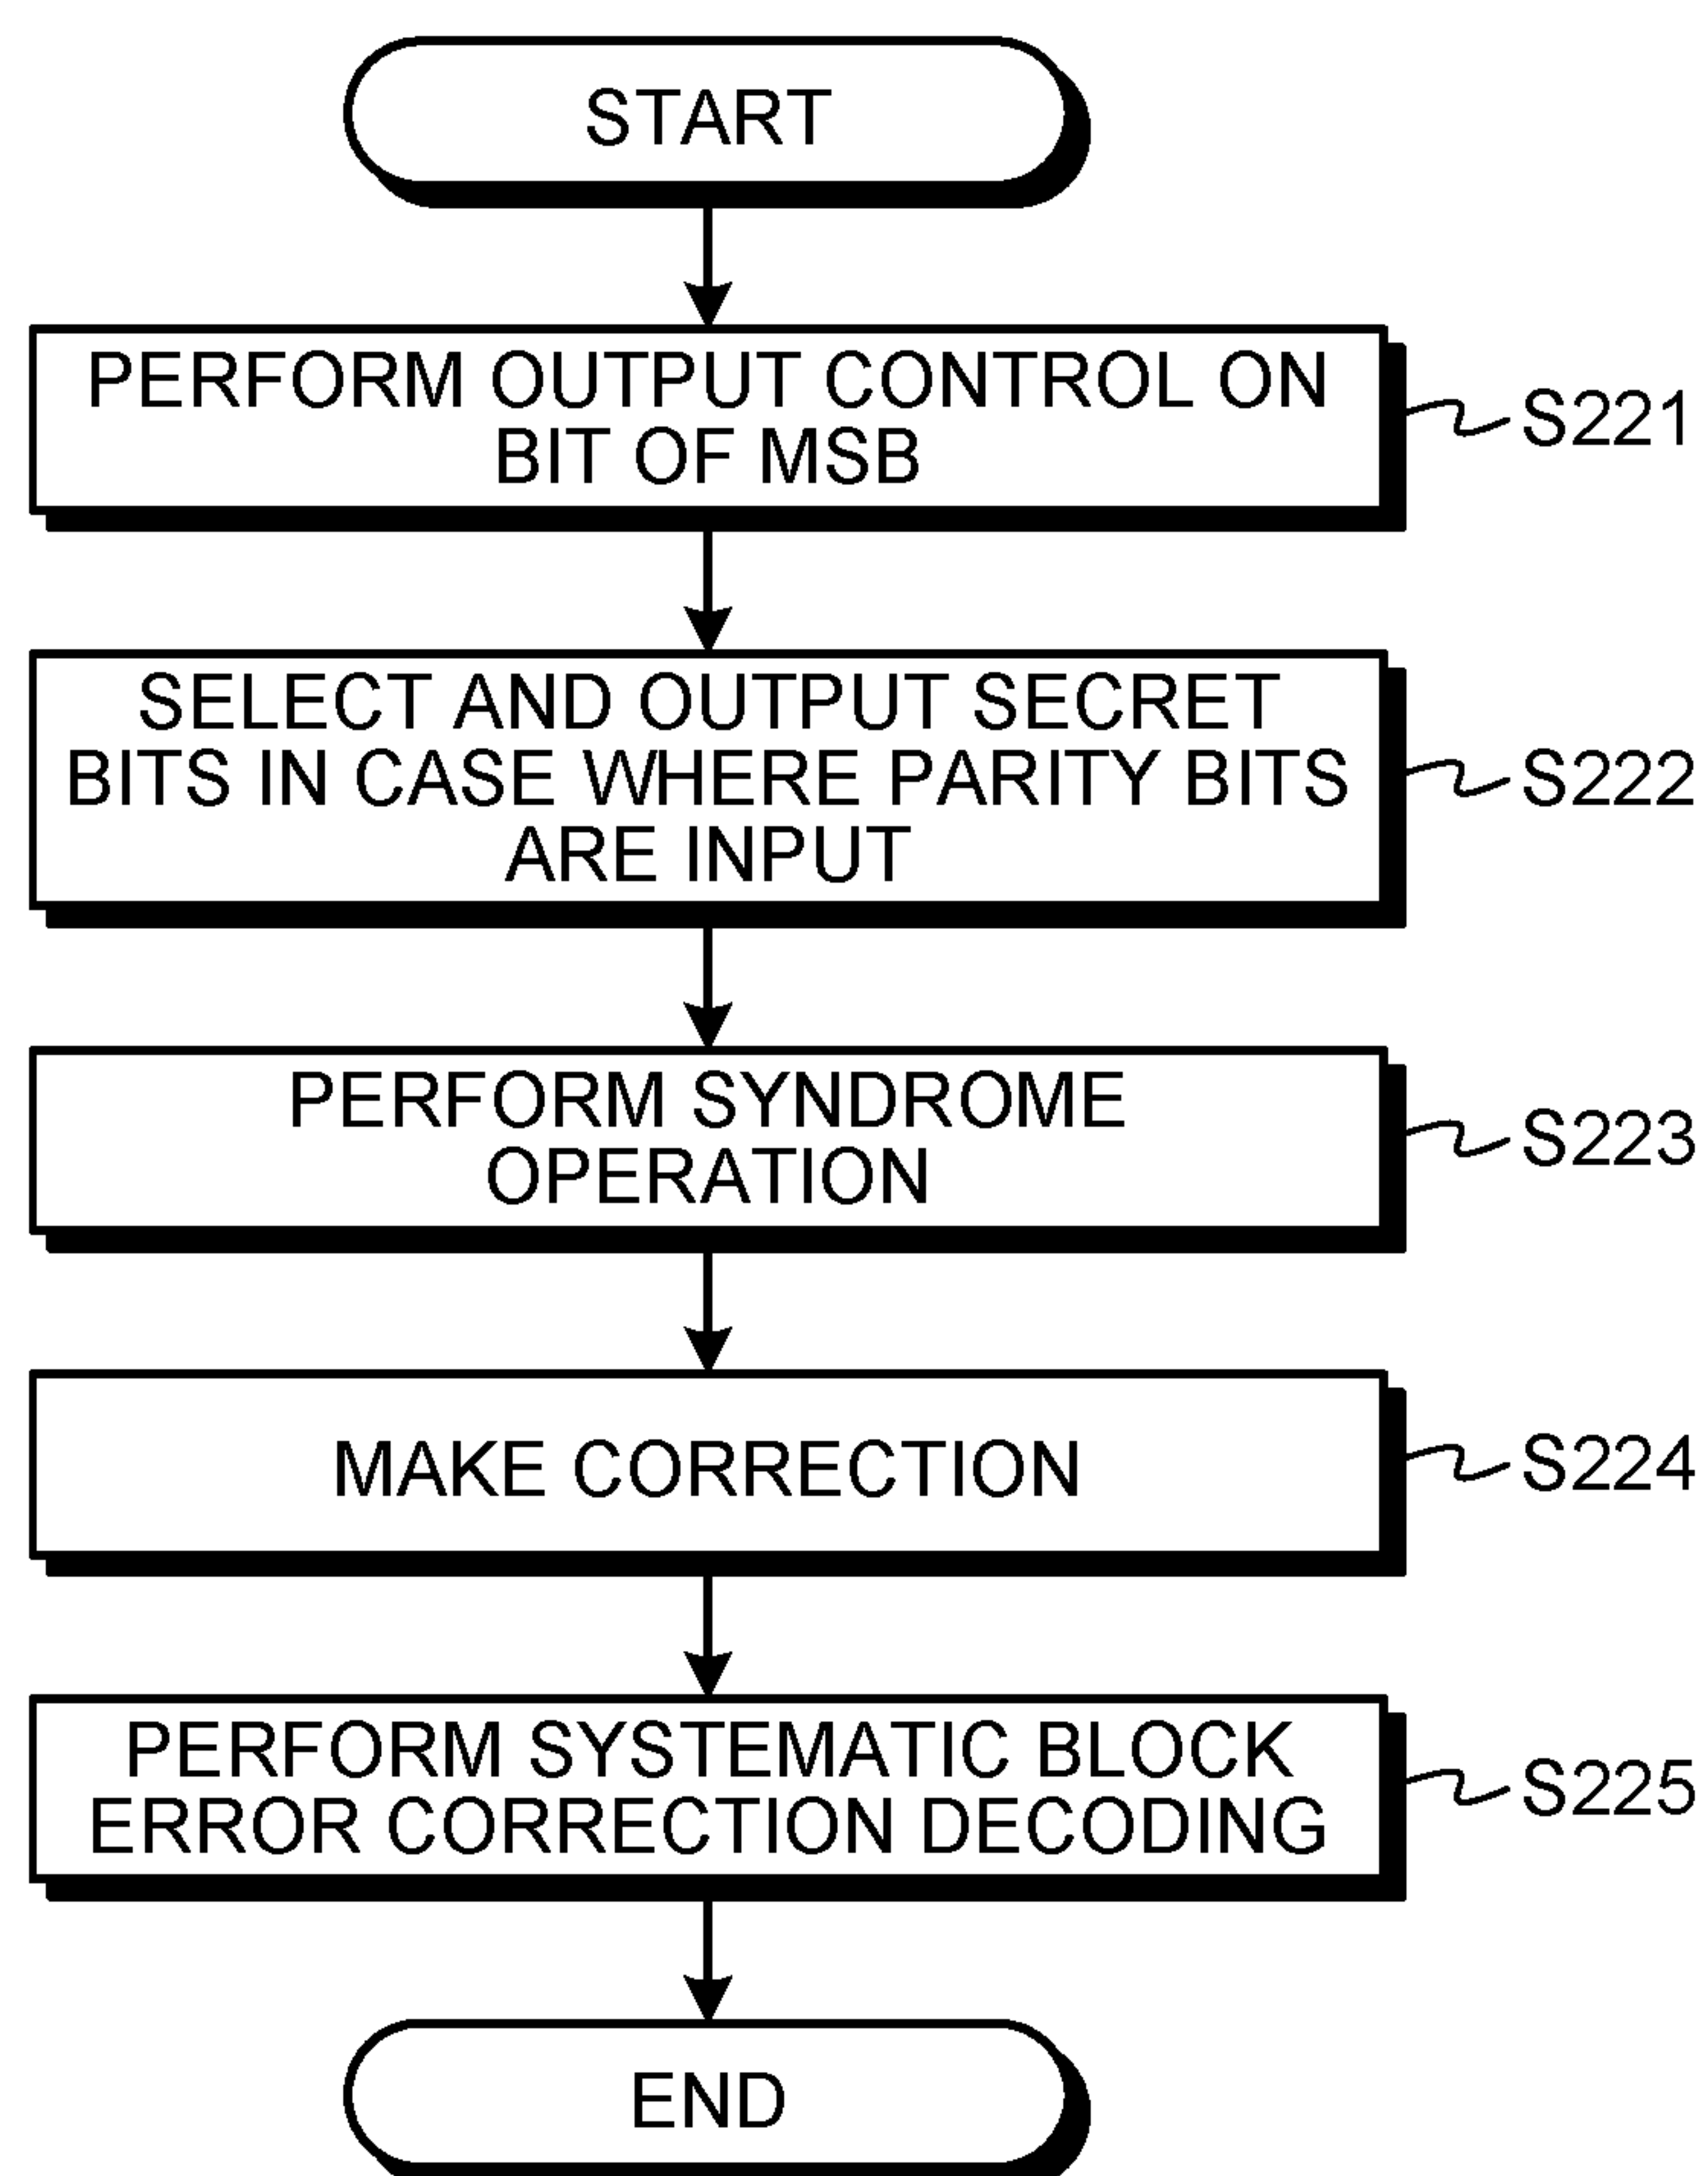 START
PERFORM OUTPUT CONTROL ON
BIT OF MSB
S221
SELECT AND OUTPUT SECRET
BITS IN CASE WHERE PARITY BITS
ARE INPUT
S222
PERFORM SYNDROME
OPERATION
S223
MAKE CORRECTION
S224
PERFORM SYSTEMATIC BLOCK
ERROR CORRECTION DECODING
S225
END